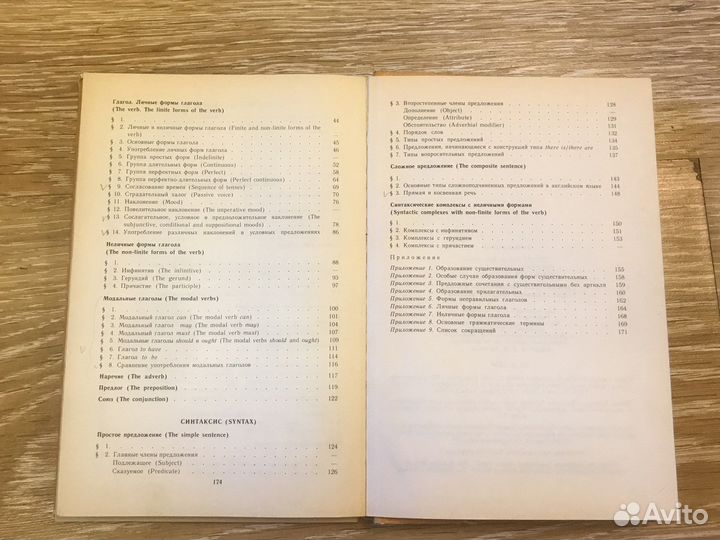 Глагол. Личные формы глагола
(The verb. The finite forms of the verb)
§ 1. 44
§ 2. Личные и неличные формы глагола (Finite and non-finite forms of the
verb) —
§ 3. Основные формы глагола 45
§ 4. Употребление личных форм глагола 46
§ 5. Группа простых форм (Indefinite) —
§ 6. Группа длительных форм (Continuous) 52
§ 7. Группа перфектных форм (Perfect) 58
§ 8. Группа перфектно-длительных форм (Perfect continuous) 64
§ 9. Согласование времен (Sequence of tenses) 69
§ 10. Страдательный залог (Passive voice) 70
§ 11. Наклонение (Mood) 76
§ 12. Повелительное наклонение (The imperative mood) —
§ 13. Сослагательное, условное и предположительное наклонение (The
subjunctive, conditional and suppositional moods) 78
§ 14. Употребление различных наклонений в условных предложениях 86
Неличные формы глагола
(The non-finite forms of the verb)
§ 1. 88
§ 2. Инфинитив (The infinitive) —
§ 3. Герундий (The gerund) 93
§ 4. Причастие (The participle) 97
Модальные глаголы (The modal verbs)
§ 1. 100
§ 2. Модальный глагол can (The modal verb can) 101
§ 3. Модальный глагол may (The modal verb may) 104
§ 4. Модальный глагол must (The modal verb must) 107
§ 5. Модальные глаголы should и ought (The modal verbs should and ought) 109
§ 6. Глагол to have 111
§ 7. Глагол to be 114
§ 8. Сравнение употребления модальных глаголов 116
Наречие (The adverb) 117
Предлог (The preposition) 119
Союз (The conjunction) 122
СИНТАКСИС (SYNTAX)
Простое предложение (The simple sentence)
§ 1. 124
§ 2. Главные члены предложения —
Подлежащее (Subject) —
Сказуемое (Predicate) 126
174
§ 3. Второстепенные члены предложения 128
Дополнение (Object) —
Определение (Attribute) 129
Обстоятельство (Adverbial modifier) 131
§ 4. Порядок слов 132
§ 5. Типы простых предложений 134
§ 6. Предложения, начинающиеся с конструкций типа there is/there are 135
§ 7. Типы вопросительных предложений 137
Сложное предложение (The composite sentence)
§ 1. 143
§ 2. Основные типы сложноподчиненных предложений в английском языке 144
§ 3. Прямая и косвенная речь 148
Синтаксические комплексы с неличными формами
(Syntactic complexes with non-finite forms of the verb)
§ 1. 150
§ 2. Комплексы с инфинитивом 151
§ 3. Комплексы с герундием 153
§ 4. Комплексы с причастием —
Приложение
Приложение 1. Образование существительных 155
Приложение 2. Особые случаи образования форм существительных 158
Приложение 3. Предложные сочетания с существительными без артикля 159
Приложение 4. Образование прилагательных 160
Приложение 5. Формы неправильных глаголов 162
Приложение 6. Личные формы глагола 164
Приложение 7. Неличные формы глагола 168
Приложение 8. Основные грамматические термины 169
Приложение 9. Список сокращений 171
Avito